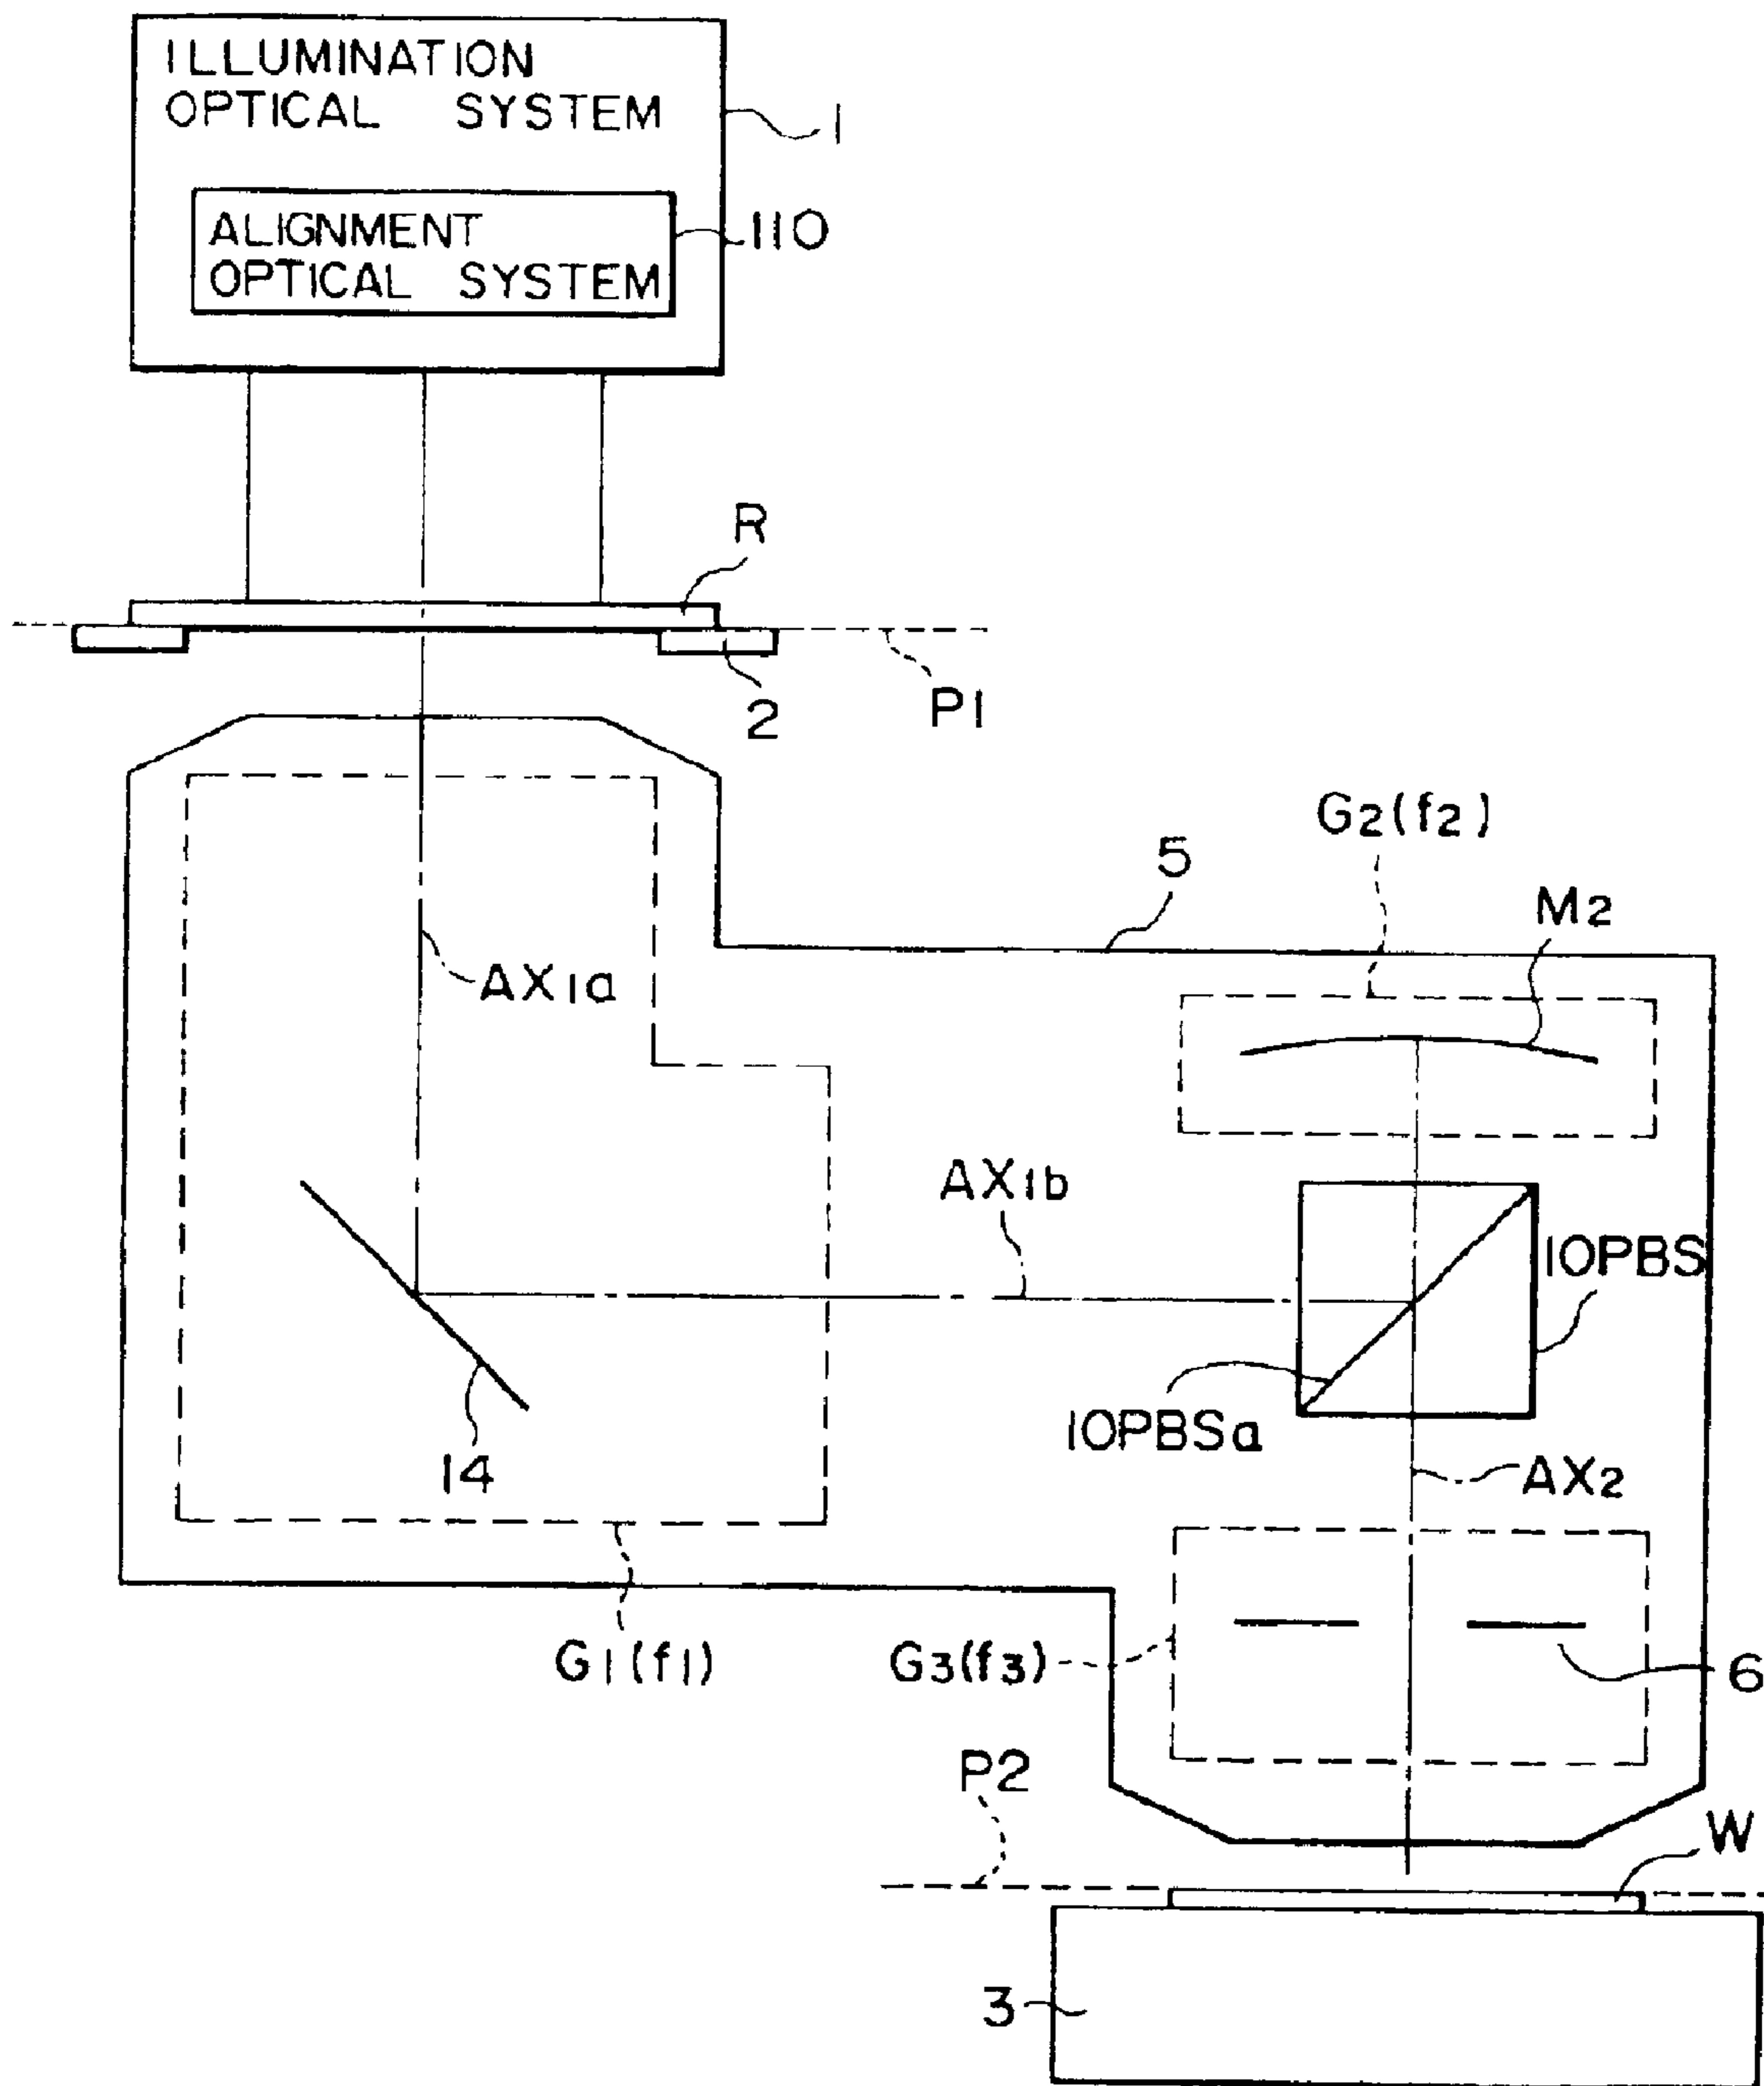 ILLUMINATION
OPTICAL SYSTEM
1
ALIGNMENT
OPTICAL SYSTEM
110
R
2
P1
G2(f2)
5
M2
AX1a
AX1b
10PBS
10PBSa
14
AX2
G1(f1)
G3(f3)
6
P2
W
3